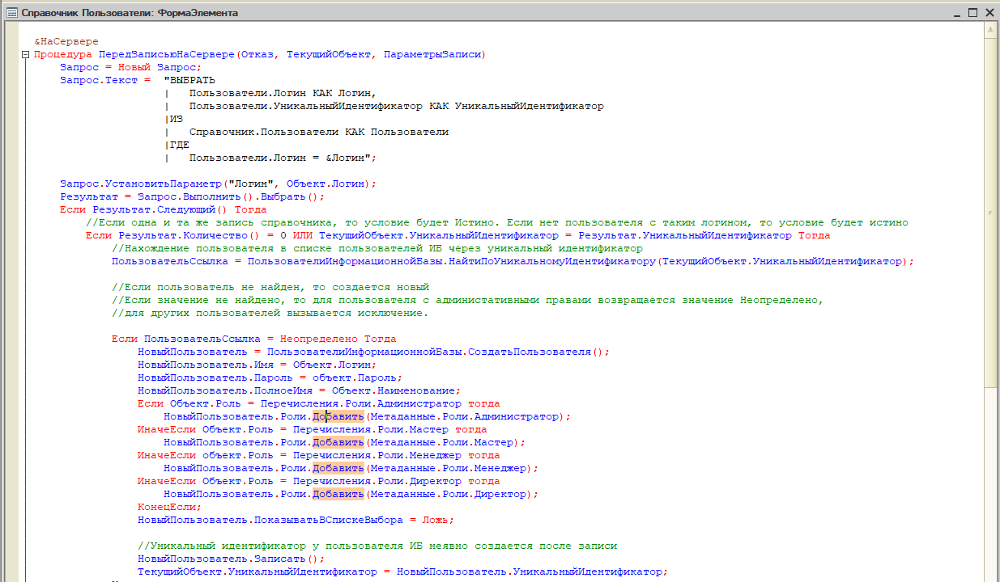 Справочник Пользователи: ФормаЭлемента
&НаСервере
Процедура ПередЗаписьюНаСервере(Отказ, ТекущийОбъект, ПараметрыЗаписи)
Запрос = Новый Запрос;
Запрос.Текст = "ВЫБРАТЬ
| Пользователи.Логин КАК Логин,
| Пользователи.УникальныйИдентификатор КАК УникальныйИдентификатор
|ИЗ
| Справочник.Пользователи КАК Пользователи
|ГДЕ
| Пользователи.Логин = &Логин";
Запрос.УстановитьПараметр("Логин", Объект.Логин);
Результат = Запрос.Выполнить().Выбрать();
Если Результат.Следующий() Тогда
//Если одна и та же запись справочника, то условие будет Истино. Если нет пользователя с таким логином, то условие будет истино
Если Результат.Количество() = 0 ИЛИ ТекущийОбъект.УникальныйИдентификатор = Результат.УникальныйИдентификатор Тогда
//Нахождение пользователя в списке пользователей ИБ через уникальный идентификатор
ПользовательСсылка = ПользователиИнформационнойБазы.НайтиПоУникальномуИдентификатору(ТекущийОбъект.УникальныйИдентификатор);
//Если пользователь не найден, то создается новый
//Если значение не найдено, то для пользователя с администативными правами возвращается значение Неопределено,
//для других пользователей вызывается исключение.
Если ПользовательСсылка = Неопределено Тогда
НовыйПользователь = ПользователиИнформационнойБазы.СоздатьПользователя();
НовыйПользователь.Имя = Объект.Логин;
НовыйПользователь.Пароль = объект.Пароль;
НовыйПользователь.ПолноеИмя = Объект.Наименование;
Если Объект.Роль = Перечисления.Роли.Администратор тогда
НовыйПользователь.Роли.Добавить(Метаданные.Роли.Администратор);
ИначеЕсли Объект.Роль = Перечисления.Роли.Мастер тогда
НовыйПользователь.Роли.Добавить(Метаданные.Роли.Мастер);
ИначеЕсли объект.Роль = Перечисления.Роли.Менеджер тогда
НовыйПользователь.Роли.Добавить(Метаданные.Роли.Менеджер);
ИначеЕсли Объект.Роль = Перечисления.Роли.Директор тогда
НовыйПользователь.Роли.Добавить(Метаданные.Роли.Директор);
КонецЕсли;
НовыйПользователь.ПоказыватьВСпискеВыбора = Ложь;
//Уникальный идентификатор у пользователя ИБ неявно создается после записи
НовыйПользователь.Записать();
ТекущийОбъект.УникальныйИдентификатор = НовыйПользователь.УникальныйИдентификатор;